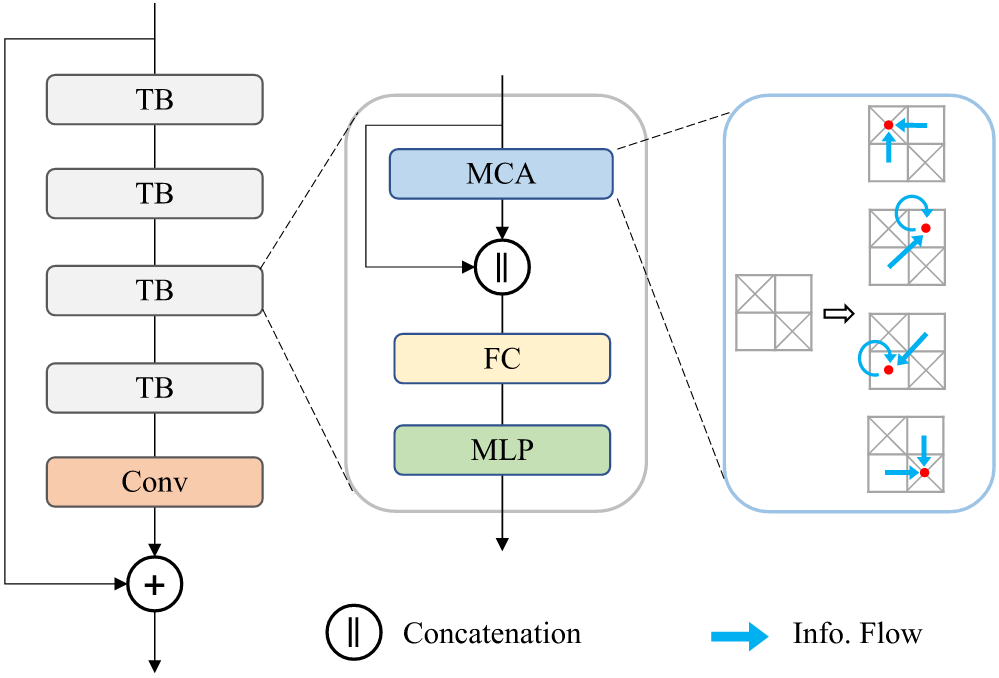 TB
TB
TB
TB
Conv
+
MCA
||
FC
MLP
|| Concatenation
Info. Flow